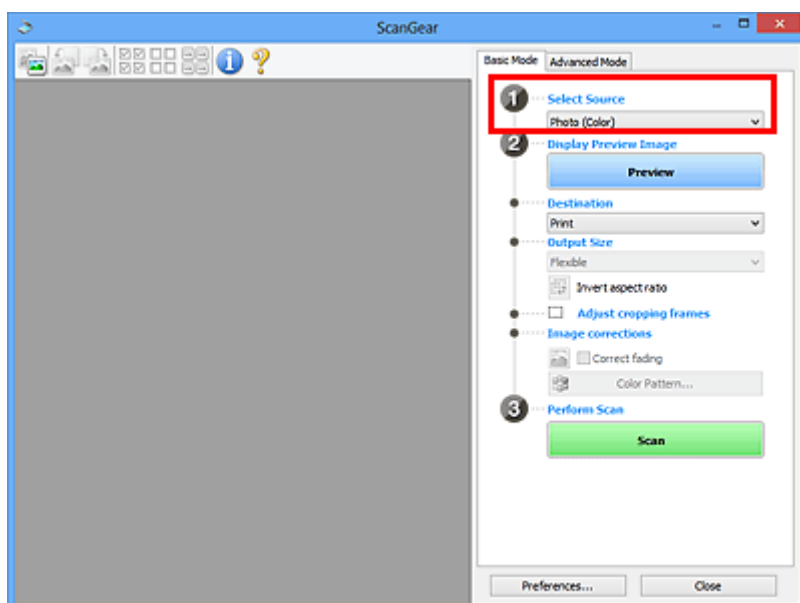 ScanGear
Basic Mode Advanced Mode
1 Select Source
Photo (Color)
2 Display Preview Image
Preview
Destination
Print
Output Size
Flexible
Invert aspect ratio
Adjust cropping frames
Image corrections
Correct fading
Color Pattern...
3 Perform Scan
Scan
Preferences... Close